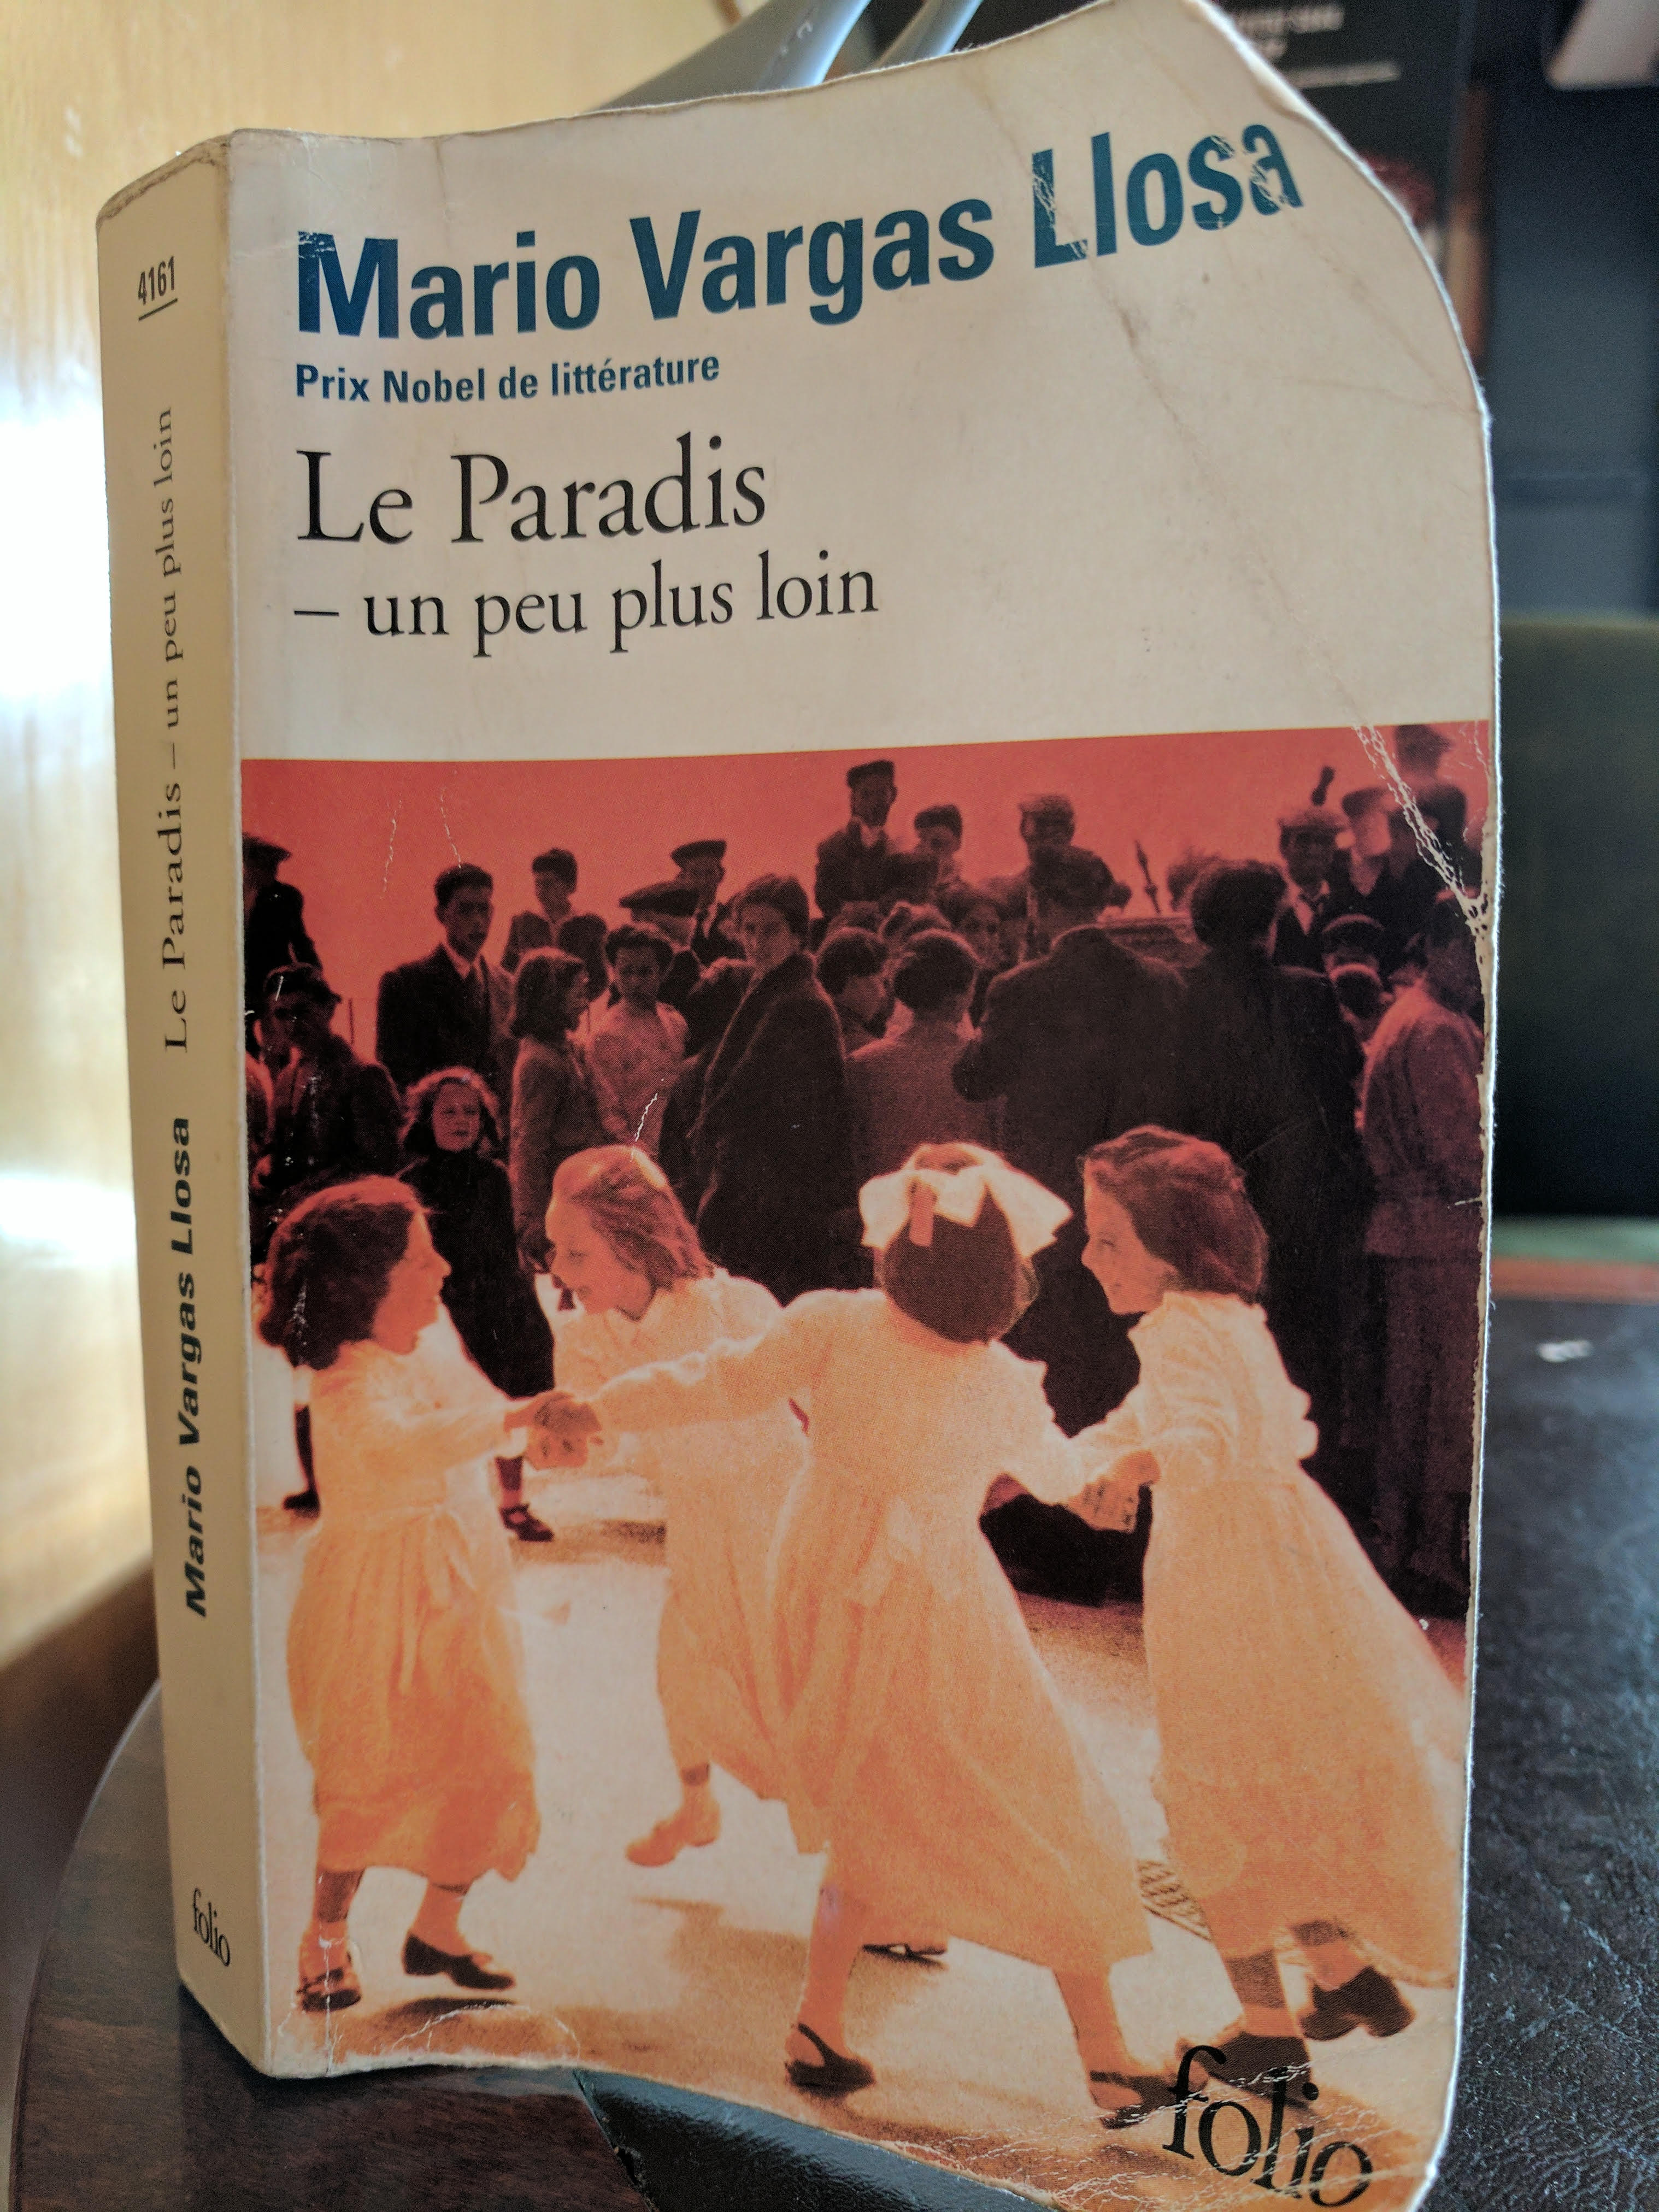 Mario Vargas Llosa
Prix Nobel de littérature
Le Paradis
– un peu plus loin
folio
4161
Mario Vargas Llosa Le Paradis – un peu plus loin
folio